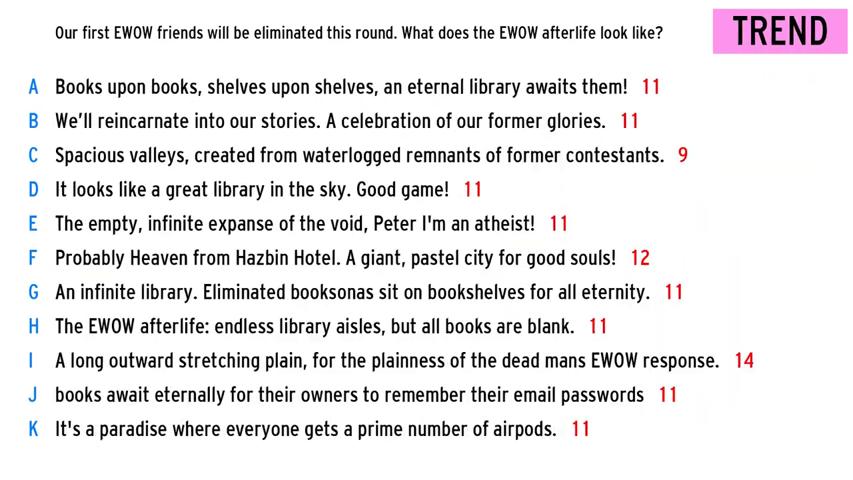 Our first EWOW friends will be eliminated this round. What does the EWOW afterlife look like?
TREND
A Books upon books, shelves upon shelves, an eternal library awaits them! 11
B We'll reincarnate into our stories. A celebration of our former glories. 11
C Spacious valleys, created from waterlogged remnants of former contestants. 9
D It looks like a great library in the sky. Good game! 11
E The empty, infinite expanse of the void, Peter I'm an atheist! 11
F Probably Heaven from Hazbin Hotel. A giant, pastel city for good souls! 12
G An infinite library. Eliminated booksonas sit on bookshelves for all eternity. 11
H The EWOW afterlife: endless library aisles, but all books are blank. 11
I A long outward stretching plain, for the plainness of the dead mans EWOW response. 14
J books await eternally for their owners to remember their email passwords 11
K It's a paradise where everyone gets a prime number of airpods. 11